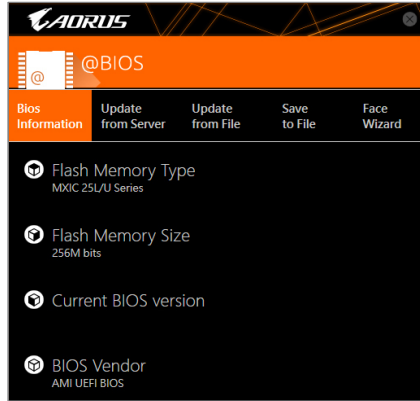 AORUS
@
@BIOS
Bios Information
Update from Server
Update from File
Save to File
Face Wizard
Flash Memory Type
MXIC 25L/U Series
Flash Memory Size
256M bits
Current BIOS version
BIOS Vendor
AMI UEFI BIOS